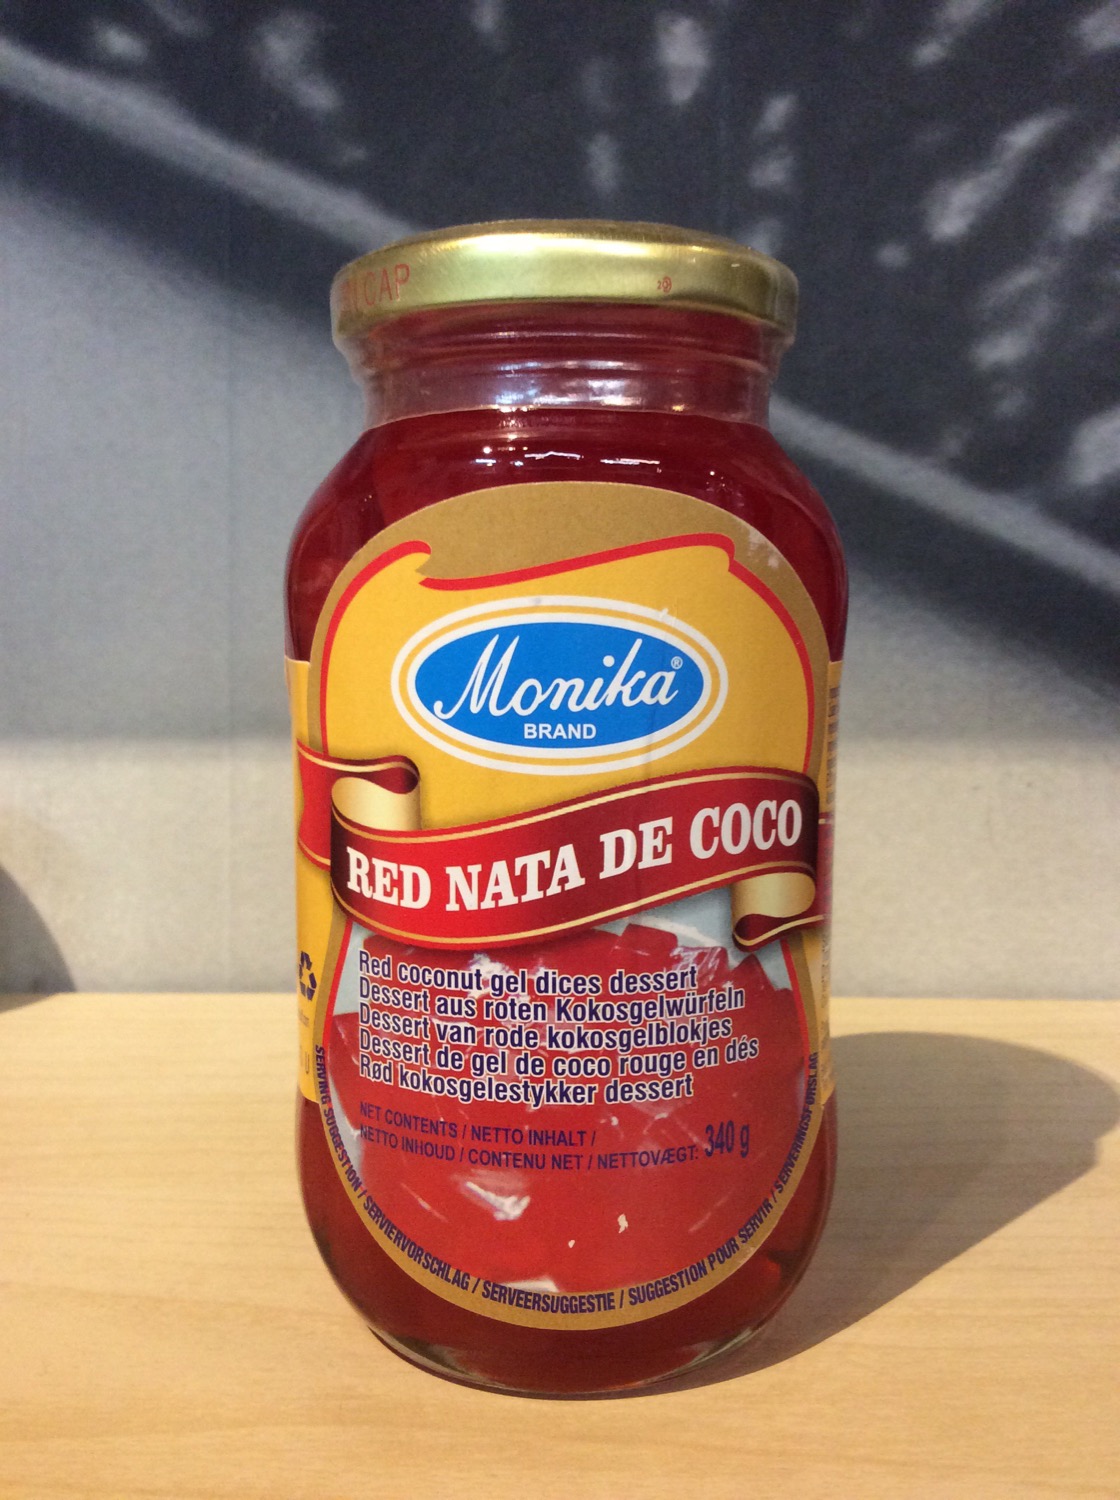 CAP
Monika®
BRAND
RED NATA DE COCO
Red coconut gel dices dessert
Dessert aus roten Kokosgelwürfeln
Dessert van rode kokosgelblokjes
Dessert de gel de coco rouge en dés
Rød kokosgelestykker dessert
NET CONTENTS / NETTO INHALT /
NETTO INHOUD / CONTENU NET / NETTOVÆGT: 340 g
SERVING SUGGESTION / SERVIERVORSCHLAG / SERVEERSUGGESTIE / SUGGESTION POUR SERVIR / SERVERINGSFORSLAG